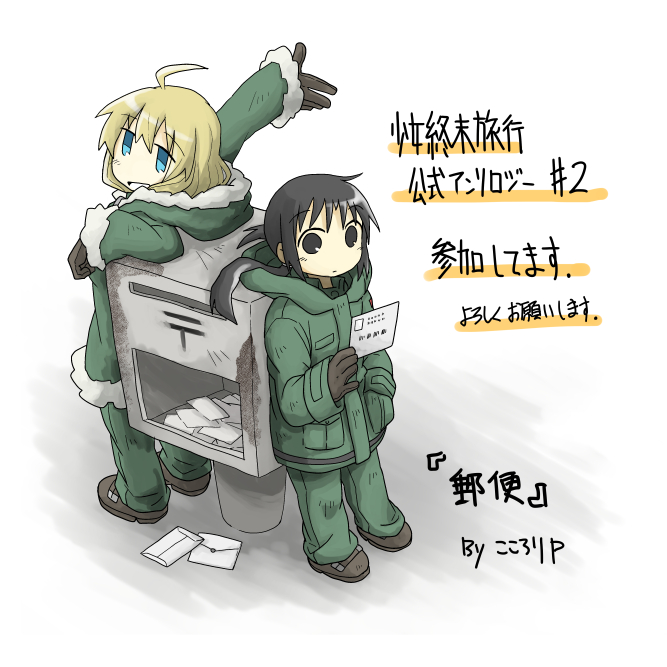 少女終末旅行
公式アンソロジー #2
参加してます.
よろしくお願いします.
〒
『郵便』
By こころりP